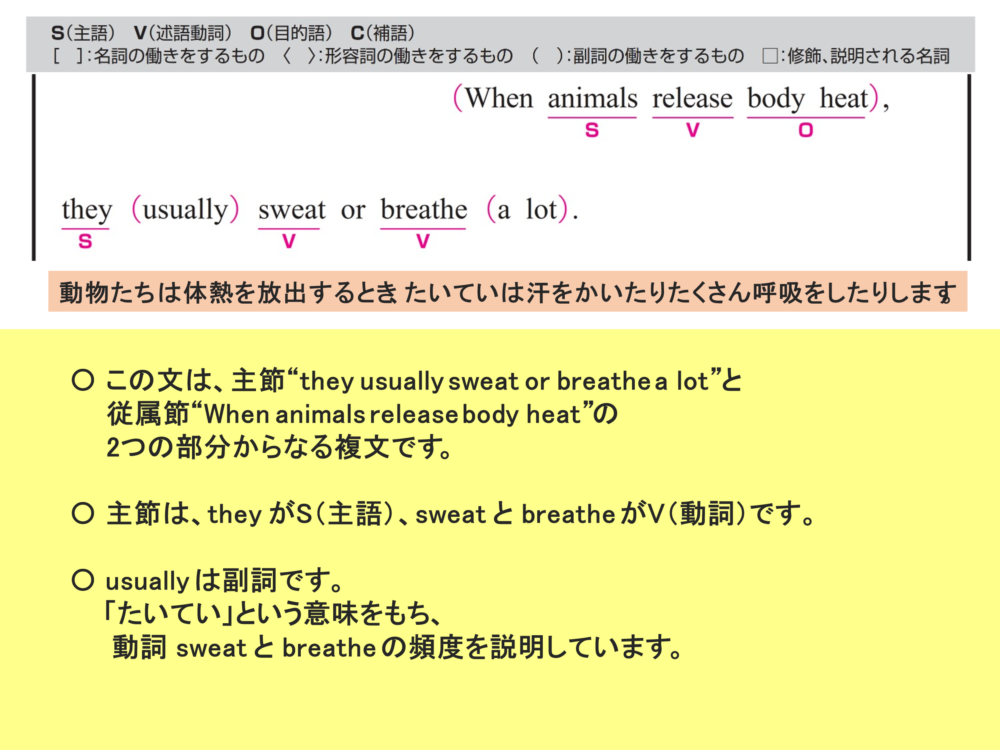 S(主語) V(述語動詞) O(目的語) C(補語)
[ ]:名詞の働きをするもの 〈 〉:形容詞の働きをするもの ( ):副詞の働きをするもの □:修飾、説明される名詞
(When animals release body heat),
S V O
they (usually) sweat or breathe (a lot).
S V V
動物たちは体熱を放出するとき、たいていは汗をかいたりたくさん呼吸をしたりします。
○ この文は、主節“they usually sweat or breathe a lot”と
従属節“When animals release body heat”の
2つの部分からなる複文です。
○ 主節は、they がS(主語)、sweat と breathe がV(動詞)です。
○ usually は副詞です。
「たいてい」という意味をもち、
動詞 sweat と breathe の頻度を説明しています。